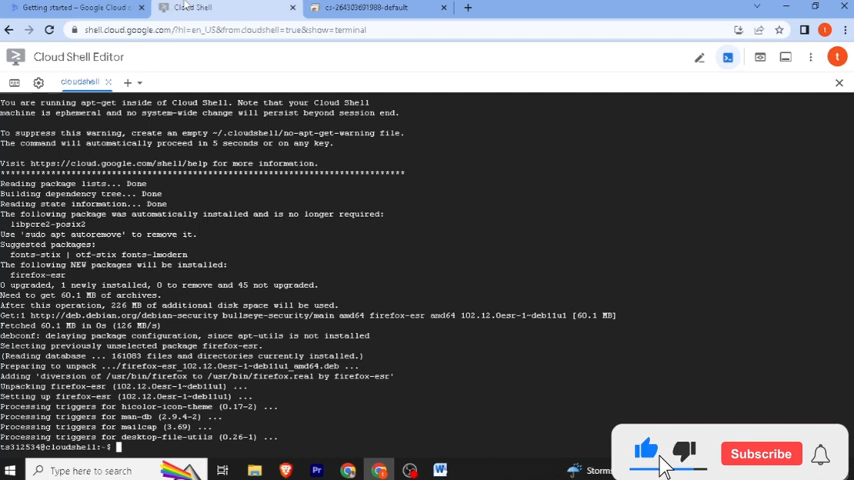 Getting started – Google Cloud c
Cloud Shell
cs-264303691988-default
shell.cloud.google.com/?hl=en_US&fromcloudshell=true&show=terminal
Cloud Shell Editor
t
cloudshell
You are running apt-get inside of Cloud Shell. Note that your Cloud Shell
machine is ephemeral and no system-wide change will persist beyond session end.
To suppress this warning, create an empty ~/.cloudshell/no-apt-get-warning file.
The command will automatically proceed in 5 seconds or on any key.
Visit https://cloud.google.com/shell/help for more information.
********************************************************************************
Reading package lists... Done
Building dependency tree... Done
Reading state information... Done
The following package was automatically installed and is no longer required:
libpcre2-posix2
Use 'sudo apt autoremove' to remove it.
Suggested packages:
fonts-stix | otf-stix fonts-lmodern
The following NEW packages will be installed:
firefox-esr
0 upgraded, 1 newly installed, 0 to remove and 45 not upgraded.
Need to get 60.1 MB of archives.
After this operation, 226 MB of additional disk space will be used.
Get:1 http://deb.debian.org/debian-security bullseye-security/main amd64 firefox-esr amd64 102.12.0esr-1~deb11u1 [60.1 MB]
Fetched 60.1 MB in 0s (126 MB/s)
debconf: delaying package configuration, since apt-utils is not installed
Selecting previously unselected package firefox-esr.
(Reading database ... 161083 files and directories currently installed.)
Preparing to unpack .../firefox-esr_102.12.0esr-1~deb11u1_amd64.deb ...
Adding 'diversion of /usr/bin/firefox to /usr/bin/firefox.real by firefox-esr'
Unpacking firefox-esr (102.12.0esr-1~deb11u1) ...
Setting up firefox-esr (102.12.0esr-1~deb11u1) ...
Processing triggers for hicolor-icon-theme (0.17-2) ...
Processing triggers for man-db (2.9.4-2) ...
Processing triggers for mailcap (3.69) ...
Processing triggers for desktop-file-utils (0.26-1) ...
ts312534@cloudshell:~$
Subscribe
Type here to search
Pr
W
Storms